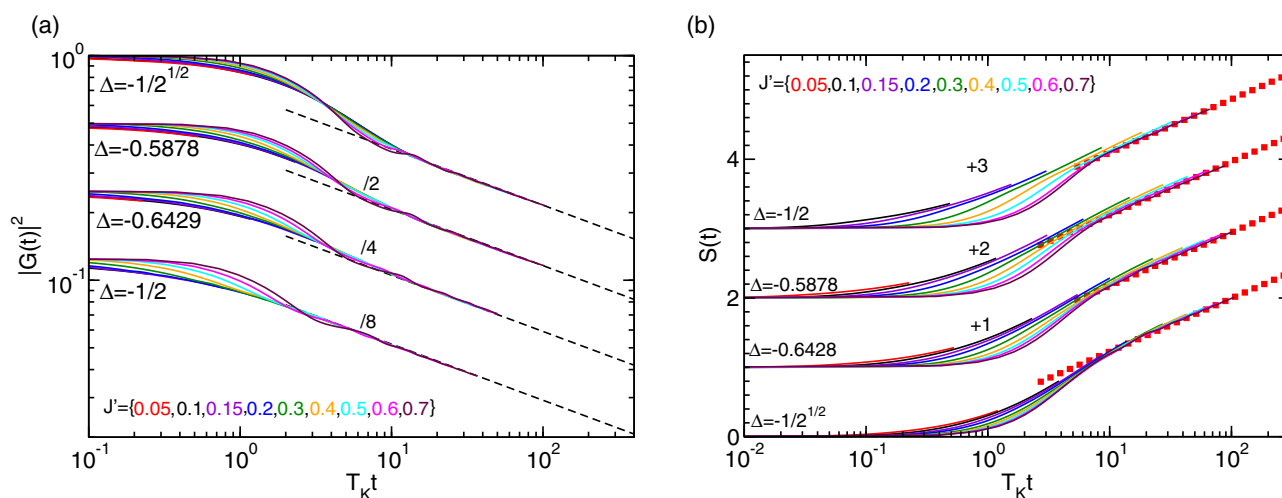 (a)
10^0
10^-1
|G(t)|^2
Δ=-1/2^1/2
Δ=-0.5878
/2
Δ=-0.6429
/4
Δ=-1/2
/8
J'={0.05,0.1,0.15,0.2,0.3,0.4,0.5,0.6,0.7}
10^-1
10^0
10^1
10^2
T_K t
(b)
S(t)
4
2
0
J'={0.05,0.1,0.15,0.2,0.3,0.4,0.5,0.6,0.7}
+3
Δ=-1/2
+2
Δ=-0.5878
+1
Δ=-0.6428
Δ=-1/2^1/2
10^-2
10^-1
10^0
10^1
10^2
T_K t